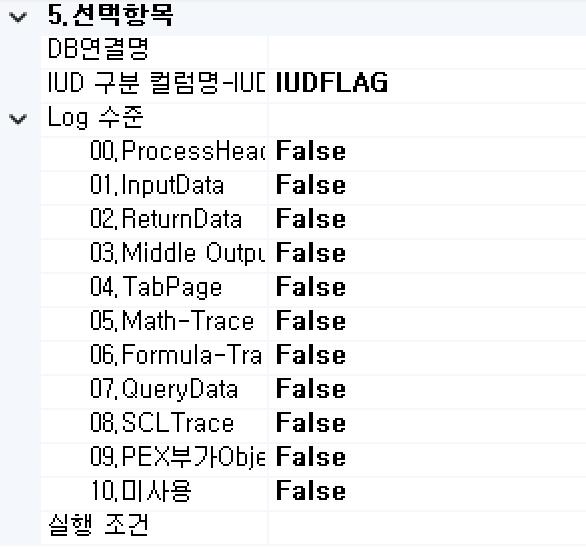 5.선택항목
DB연결명
IUD 구분 컬럼명-IUD IUDFLAG
Log 수준
00.ProcessHead False
01.InputData False
02.ReturnData False
03.Middle Outpu False
04.TabPage False
05.Math-Trace False
06.Formula-Tra False
07.QueryData False
08.SCLTrace False
09.PEX부가Obje False
10.미사용 False
실행 조건